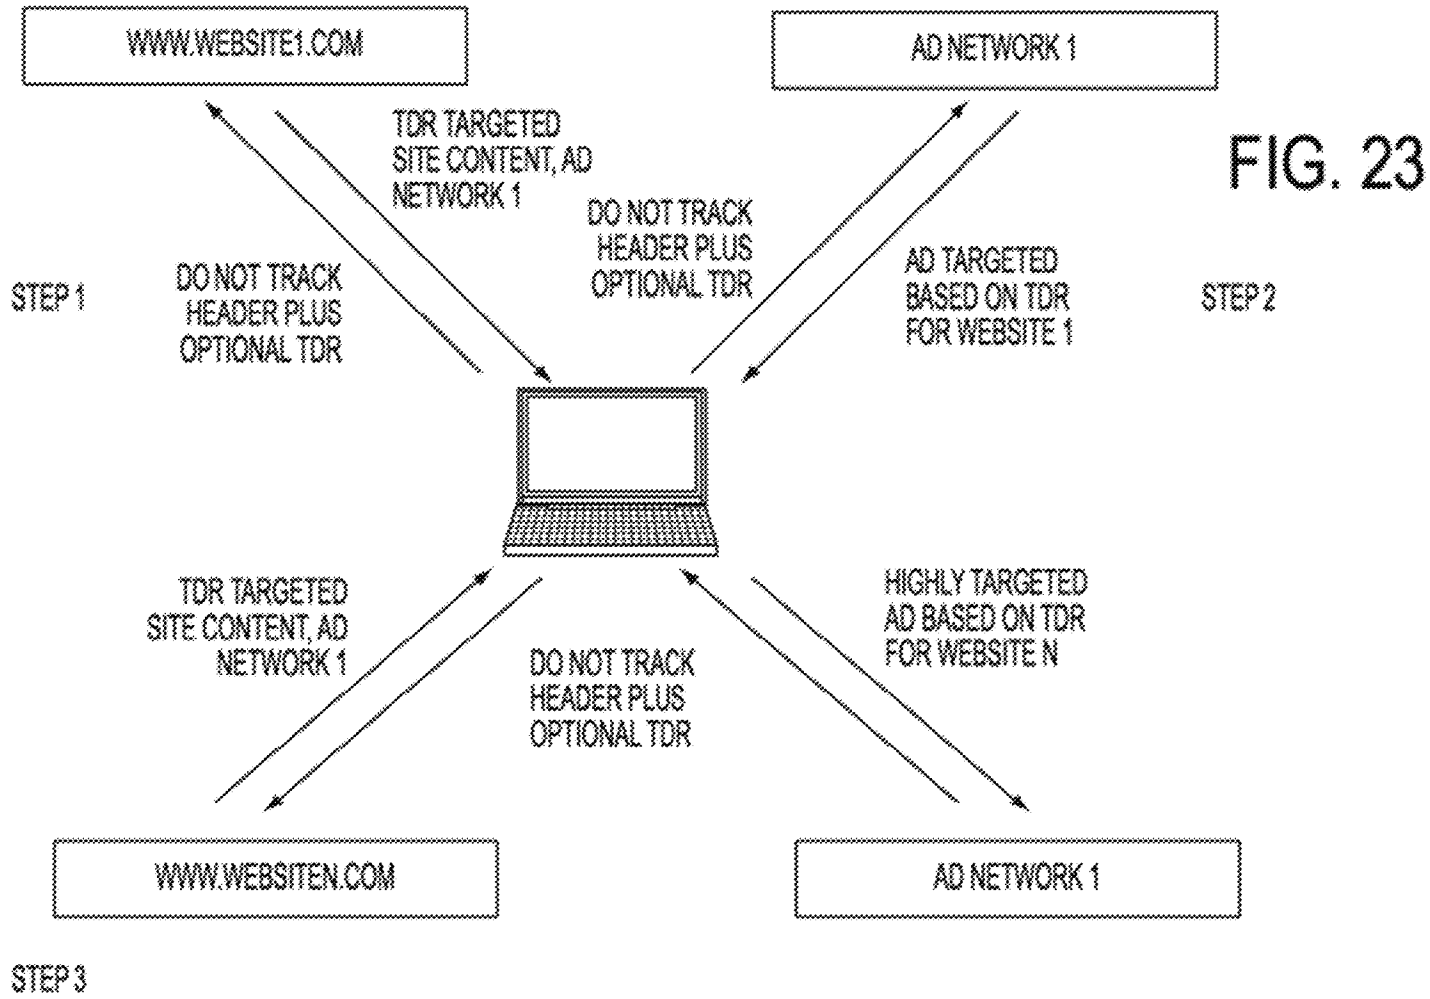 WWW.WEBSITE1.COM
AD NETWORK 1
FIG. 23
TDR TARGETED
SITE CONTENT, AD
NETWORK 1
DO NOT TRACK
HEADER PLUS
OPTIONAL TDR
STEP 1
DO NOT TRACK
HEADER PLUS
OPTIONAL TDR
AD TARGETED
BASED ON TDR
FOR WEBSITE 1
STEP 2
TDR TARGETED
SITE CONTENT, AD
NETWORK 1
DO NOT TRACK
HEADER PLUS
OPTIONAL TDR
HIGHLY TARGETED
AD BASED ON TDR
FOR WEBSITE N
WWW.WEBSITEN.COM
AD NETWORK 1
STEP 3